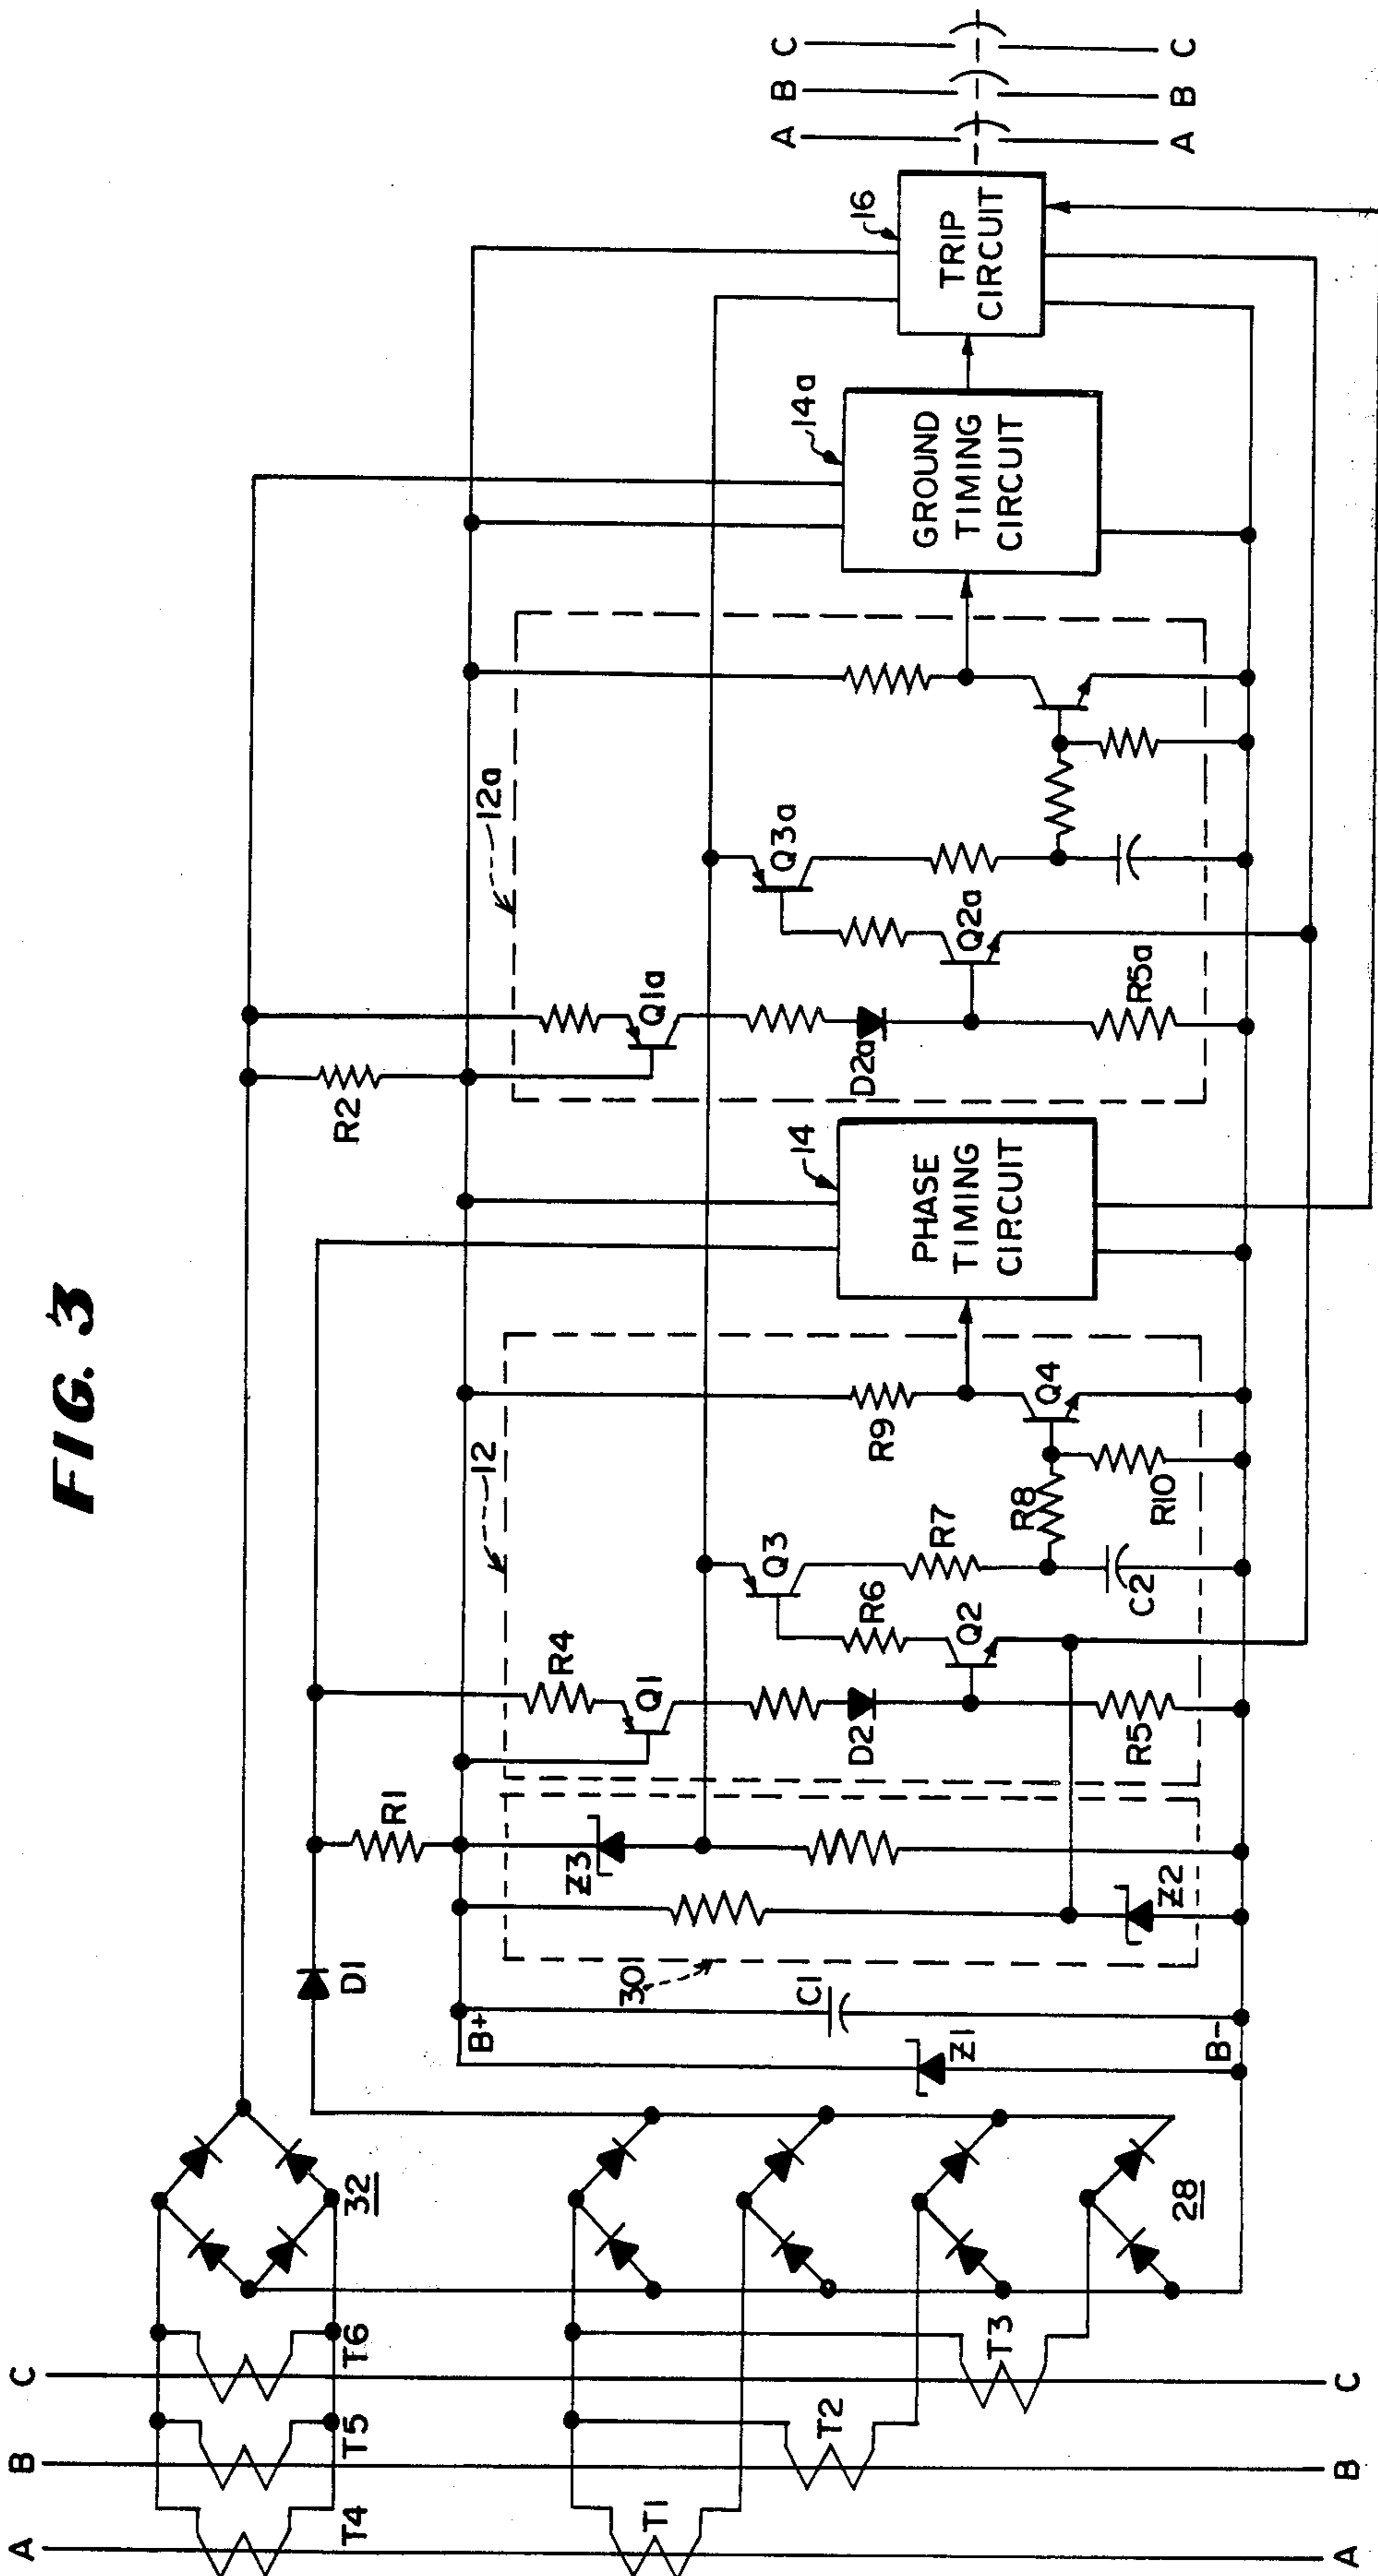 FIG. 3
A
B
C
T4
T5
T6
32
T1
T2
T3
28
D1
R1
B+
B-
Z1
C1
301
Z3
Z2
12
R4
Q1
D2
R5
R6
Q2
Q3
R7
C2
R8
R10
Q4
R9
14
PHASE
TIMING
CIRCUIT
R2
12a
Q1a
D2a
R5a
Q2a
Q3a
14a
GROUND
TIMING
CIRCUIT
16
TRIP
CIRCUIT
A
B
C
A
B
C
A
B
C